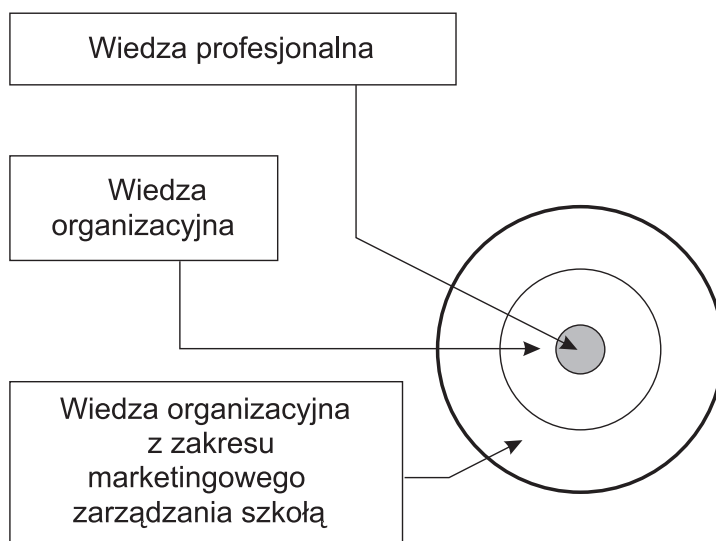 Wiedza profesjonalna
Wiedza
organizacyjna
Wiedza organizacyjna
z zakresu
marketingowego
zarządzania szkołą